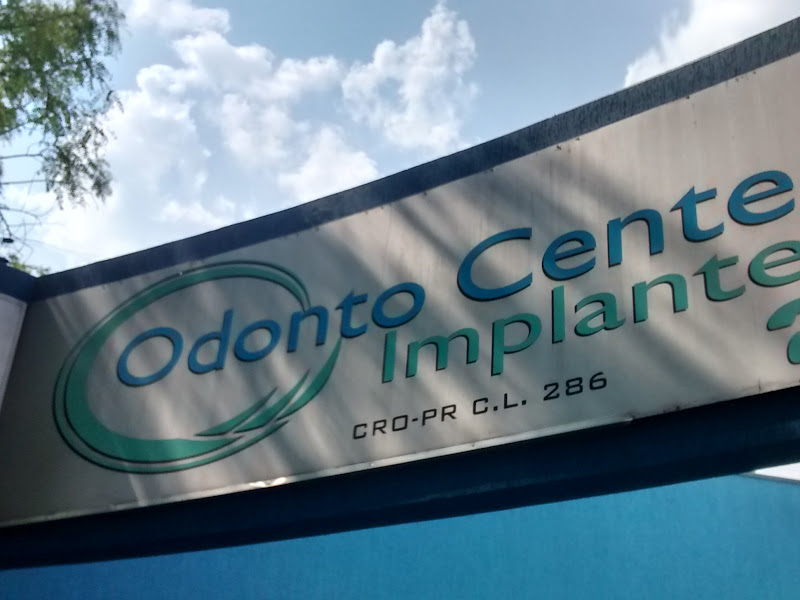 Odonto Cente
Implante
CRO-PR C.L. 286